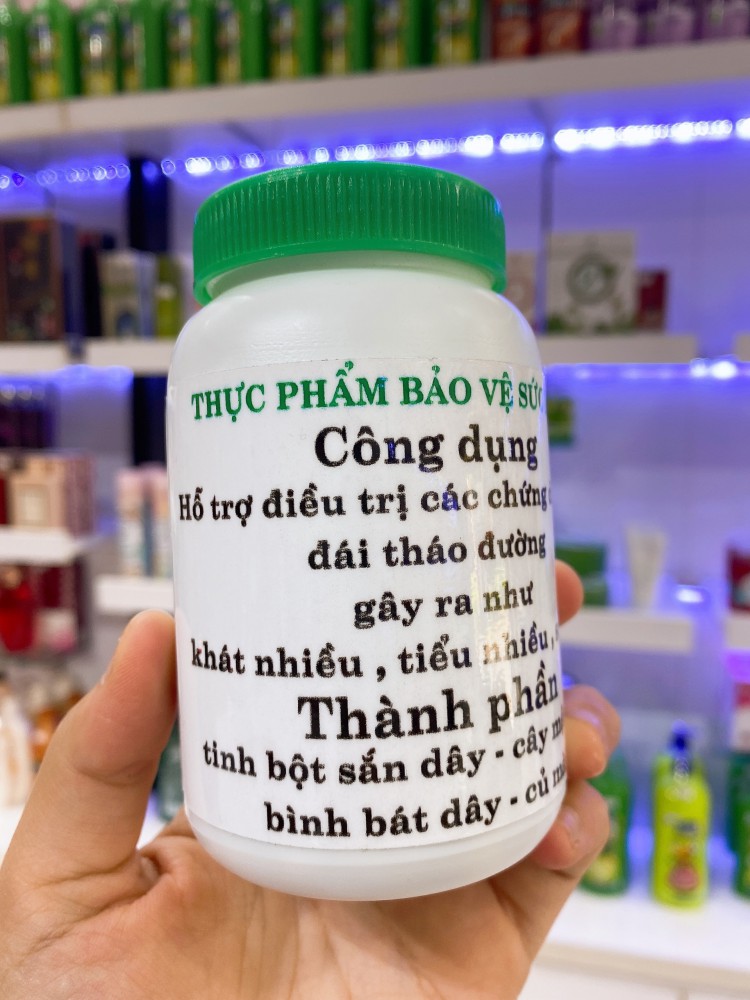 THỰC PHẨM BẢO VỆ SỨC
Công dụng
Hỗ trợ điều trị các chứng
đái tháo đường
gây ra như
khát nhiều , tiểu nhiều ,
Thành phần
tinh bột sắn dây - cây
bình bát dây - củ